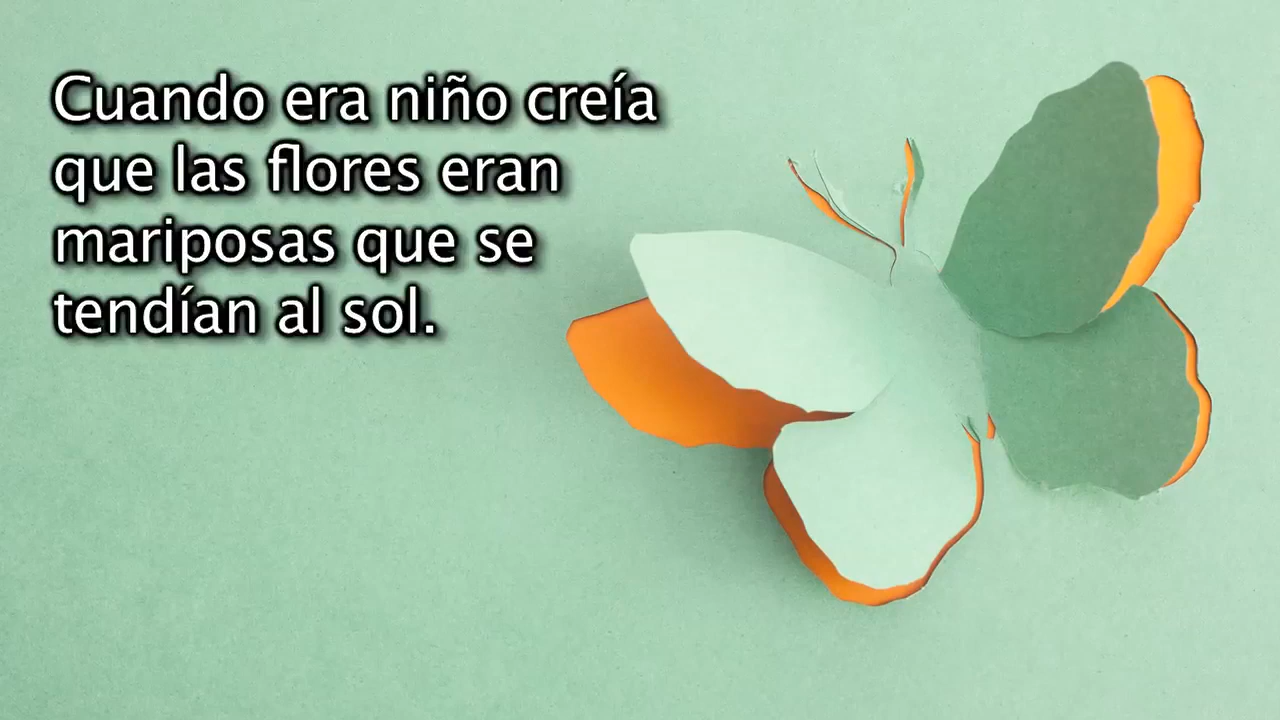 Cuando era niño creía
que las flores eran
mariposas que se
tendían al sol.